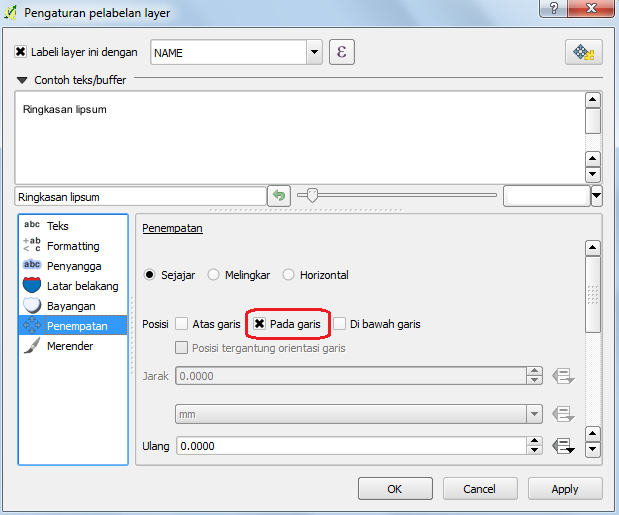 Pengaturan pelabelan layer
Labeli layer ini dengan NAME ε
Contoh teks/buffer
Ringkasan lipsum
Ringkasan lipsum
abc Teks
+ab < c Formatting
abc Penyangga
Latar belakang
Bayangan
Penempatan
Merender
Penempatan
Sejajar Melingkar Horizontal
Posisi Atas garis Pada garis Di bawah garis
Posisi tergantung orientasi garis
Jarak 0.0000
mm
Ulang 0.0000
OK Cancel Apply